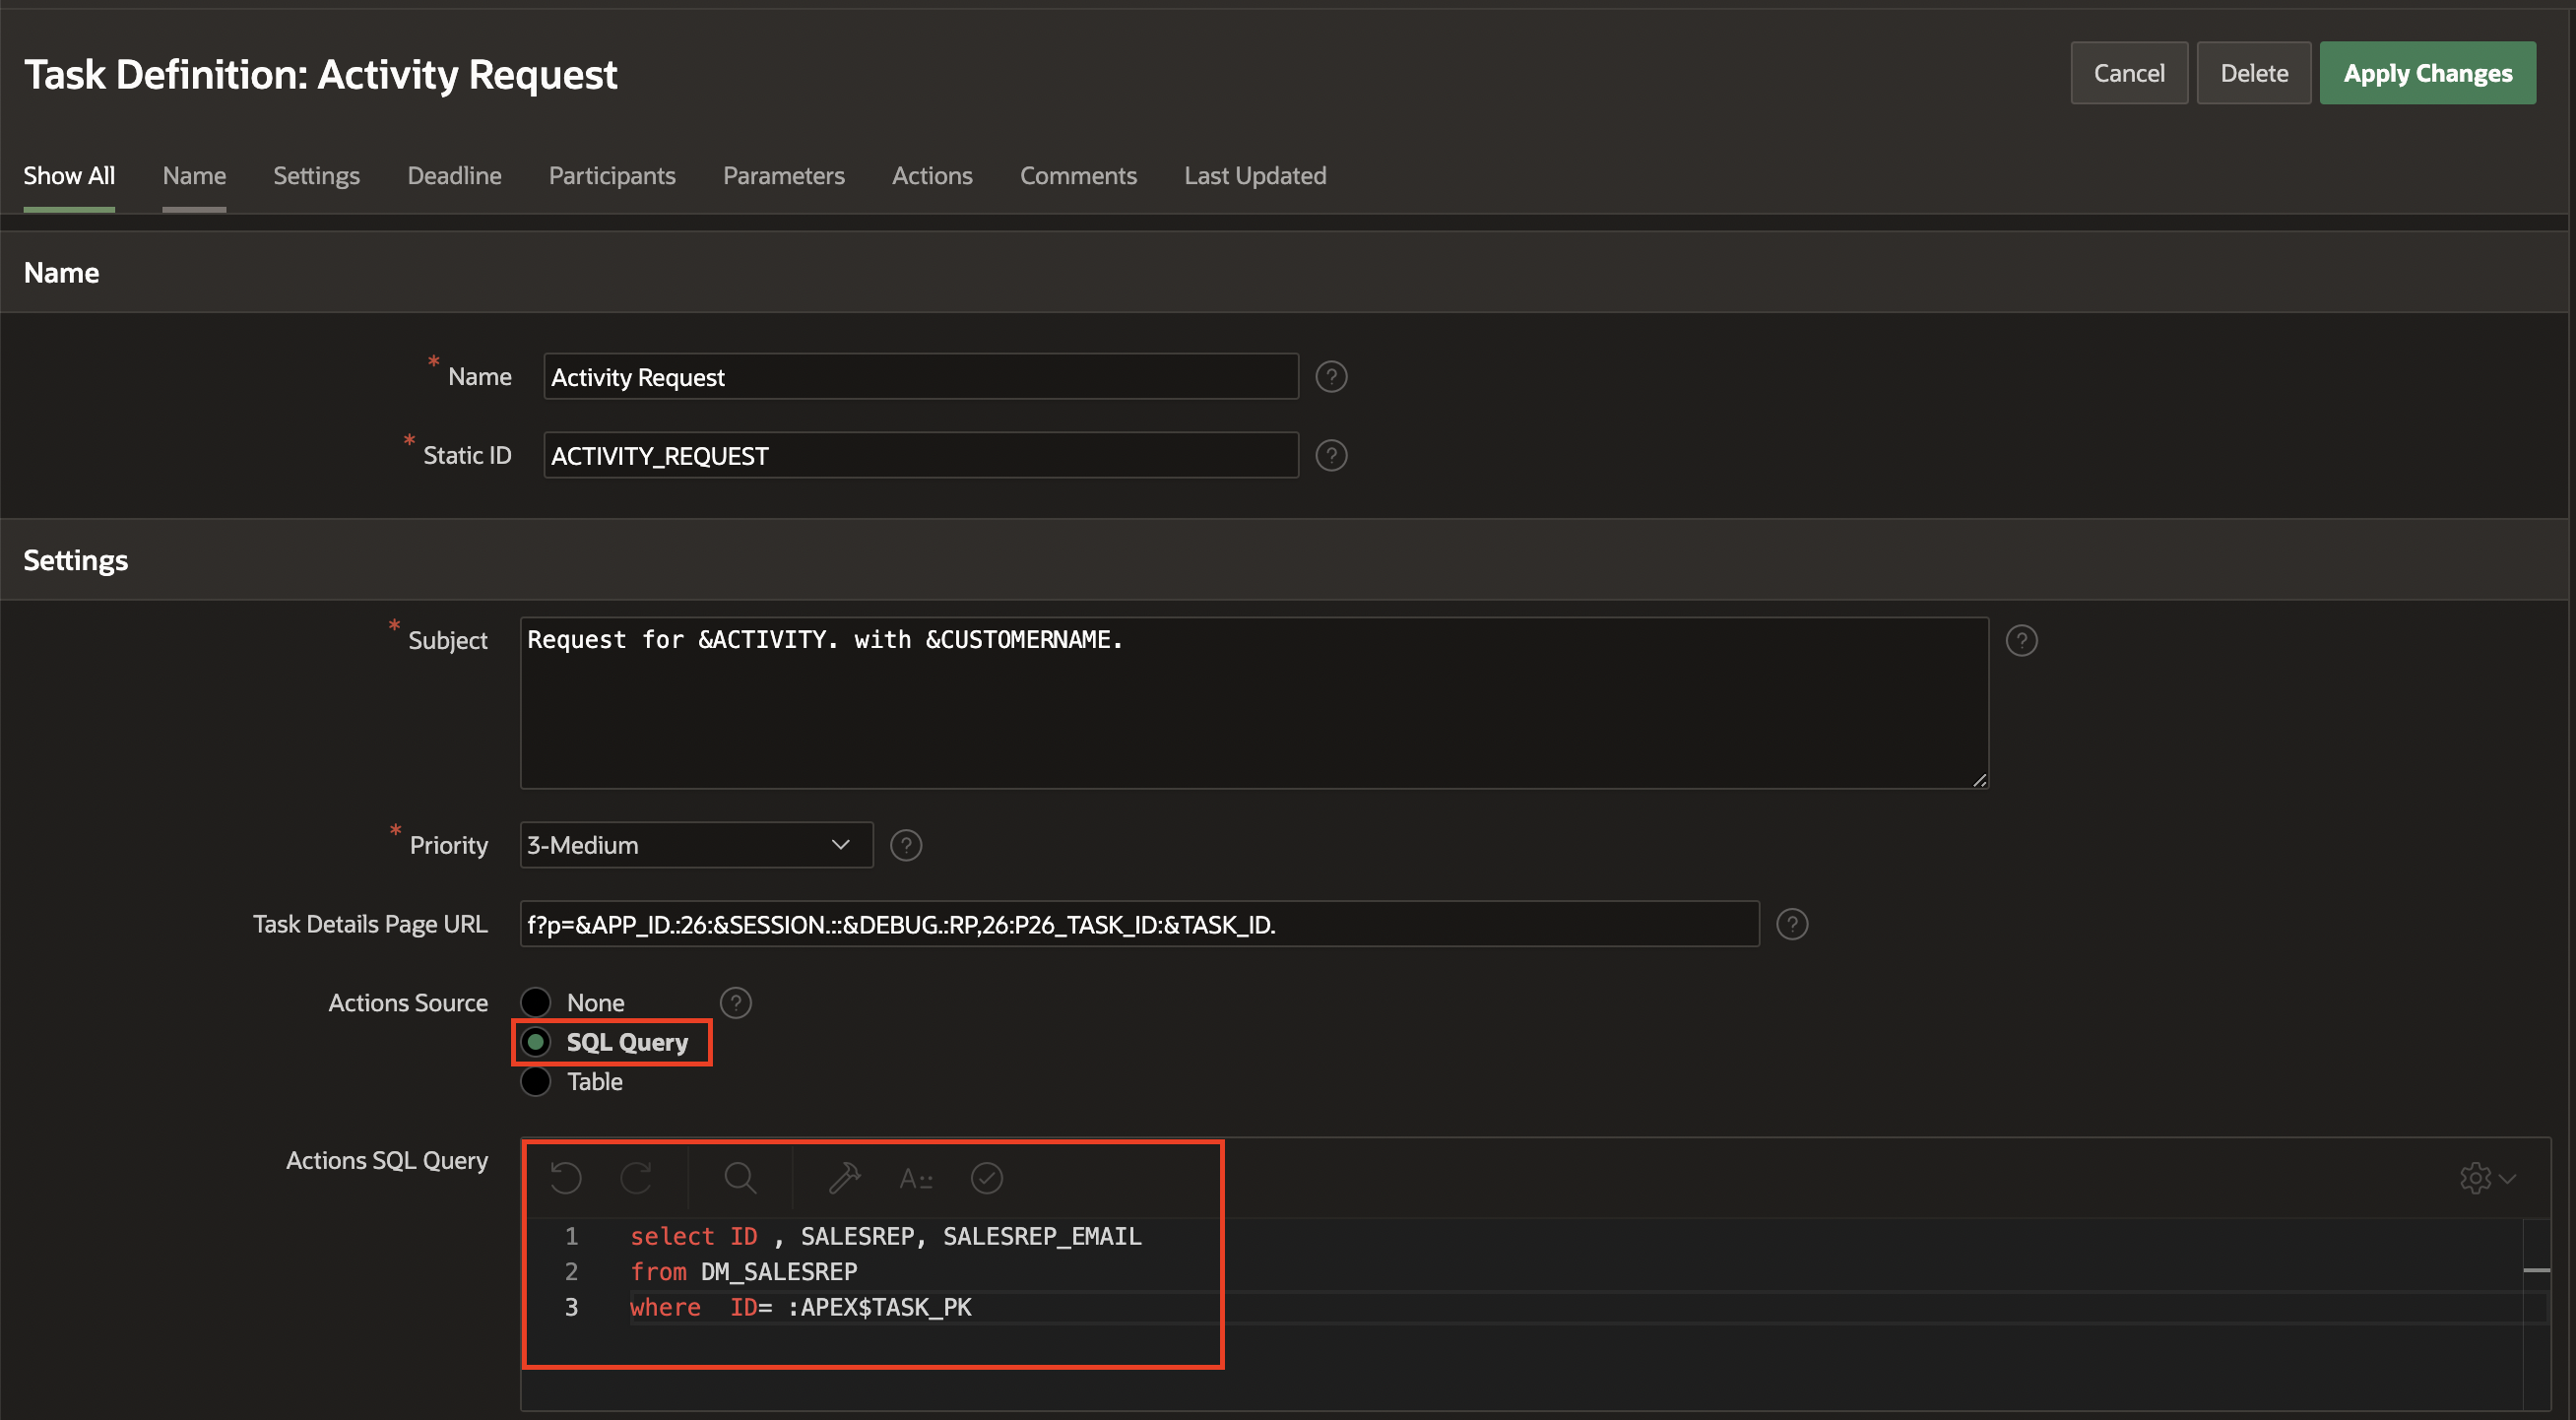 Task Definition: Activity Request
Cancel
Delete
Apply Changes
Show All Name Settings Deadline Participants Parameters Actions Comments Last Updated
Name
* Name
Activity Request
?
* Static ID
ACTIVITY_REQUEST
?
Settings
* Subject
Request for &ACTIVITY. with &CUSTOMERNAME.
?
* Priority
3-Medium
?
Task Details Page URL
f?p=&APP_ID.:26:&SESSION.::&DEBUG.:RP,26:P26_TASK_ID:&TASK_ID.
?
Actions Source
None
?
SQL Query
Table
Actions SQL Query
A::
1 select ID , SALESREP, SALESREP_EMAIL
2 from DM_SALESREP
3 where  ID= :APEX$TASK_PK